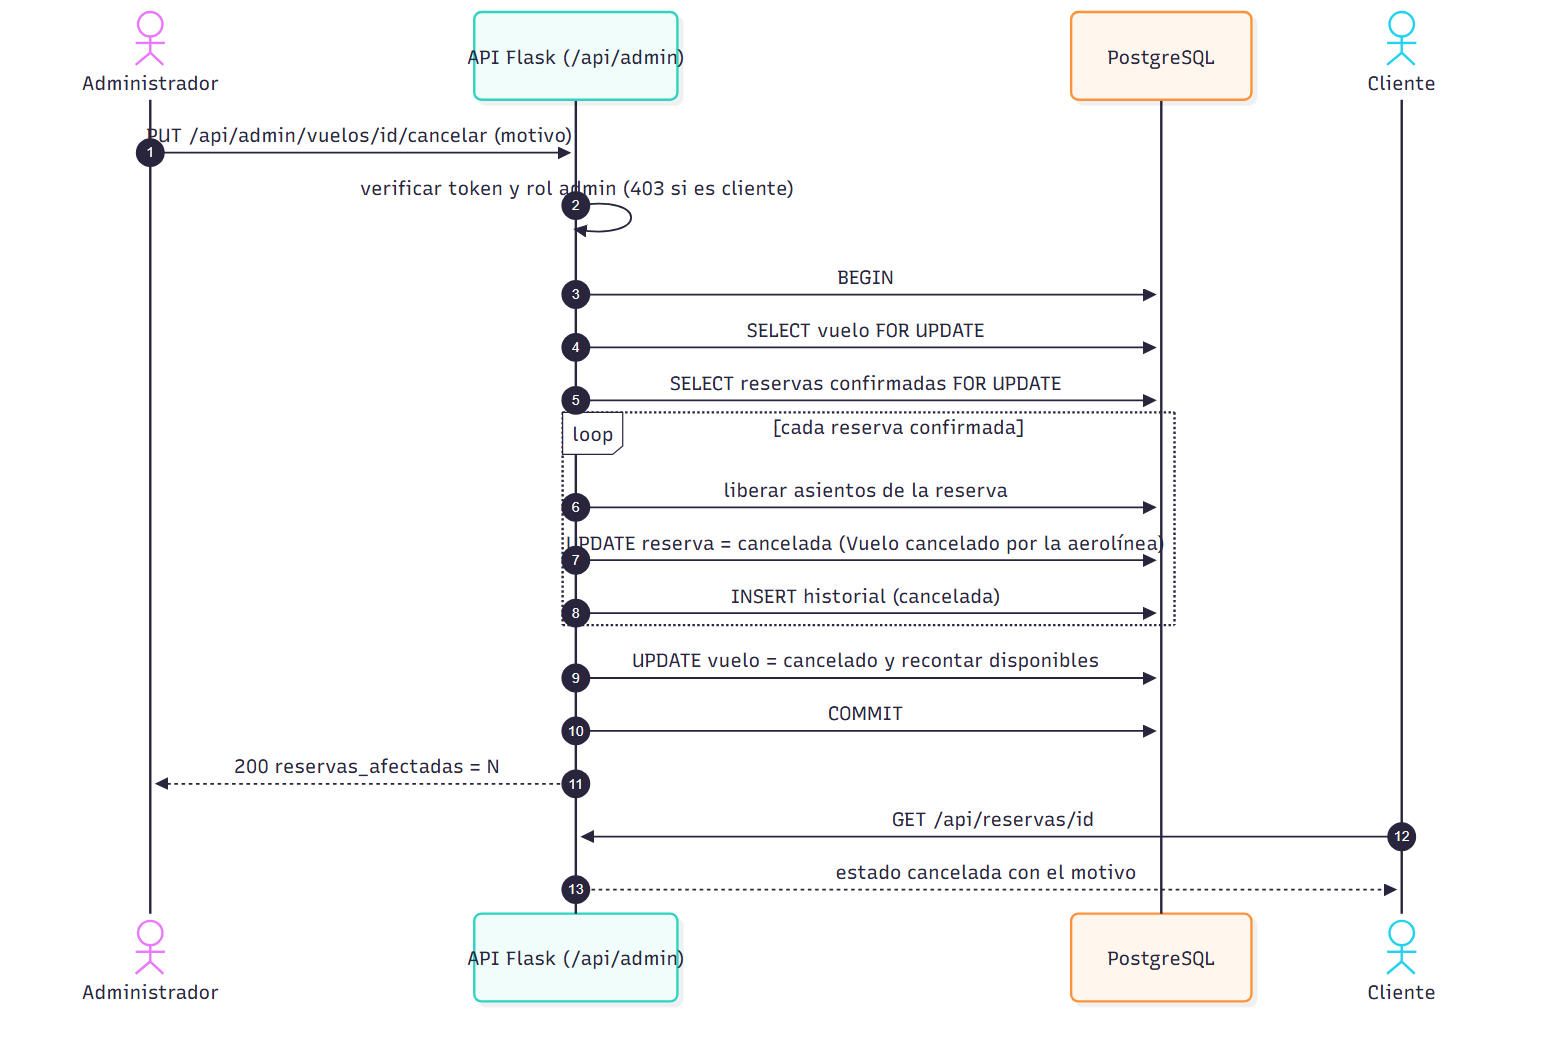 Administrador
API Flask (/api/admin)
PostgreSQL
Cliente
PUT /api/admin/vuelos/id/cancelar (motivo)
1
verificar token y rol admin (403 si es cliente)
2
BEGIN
3
SELECT vuelo FOR UPDATE
4
SELECT reservas confirmadas FOR UPDATE
5
loop
[cada reserva confirmada]
liberar asientos de la reserva
6
UPDATE reserva = cancelada (Vuelo cancelado por la aerolínea)
7
INSERT historial (cancelada)
8
UPDATE vuelo = cancelado y recontar disponibles
9
COMMIT
10
200 reservas_afectadas = N
11
GET /api/reservas/id
12
estado cancelada con el motivo
13
Administrador
API Flask (/api/admin)
PostgreSQL
Cliente